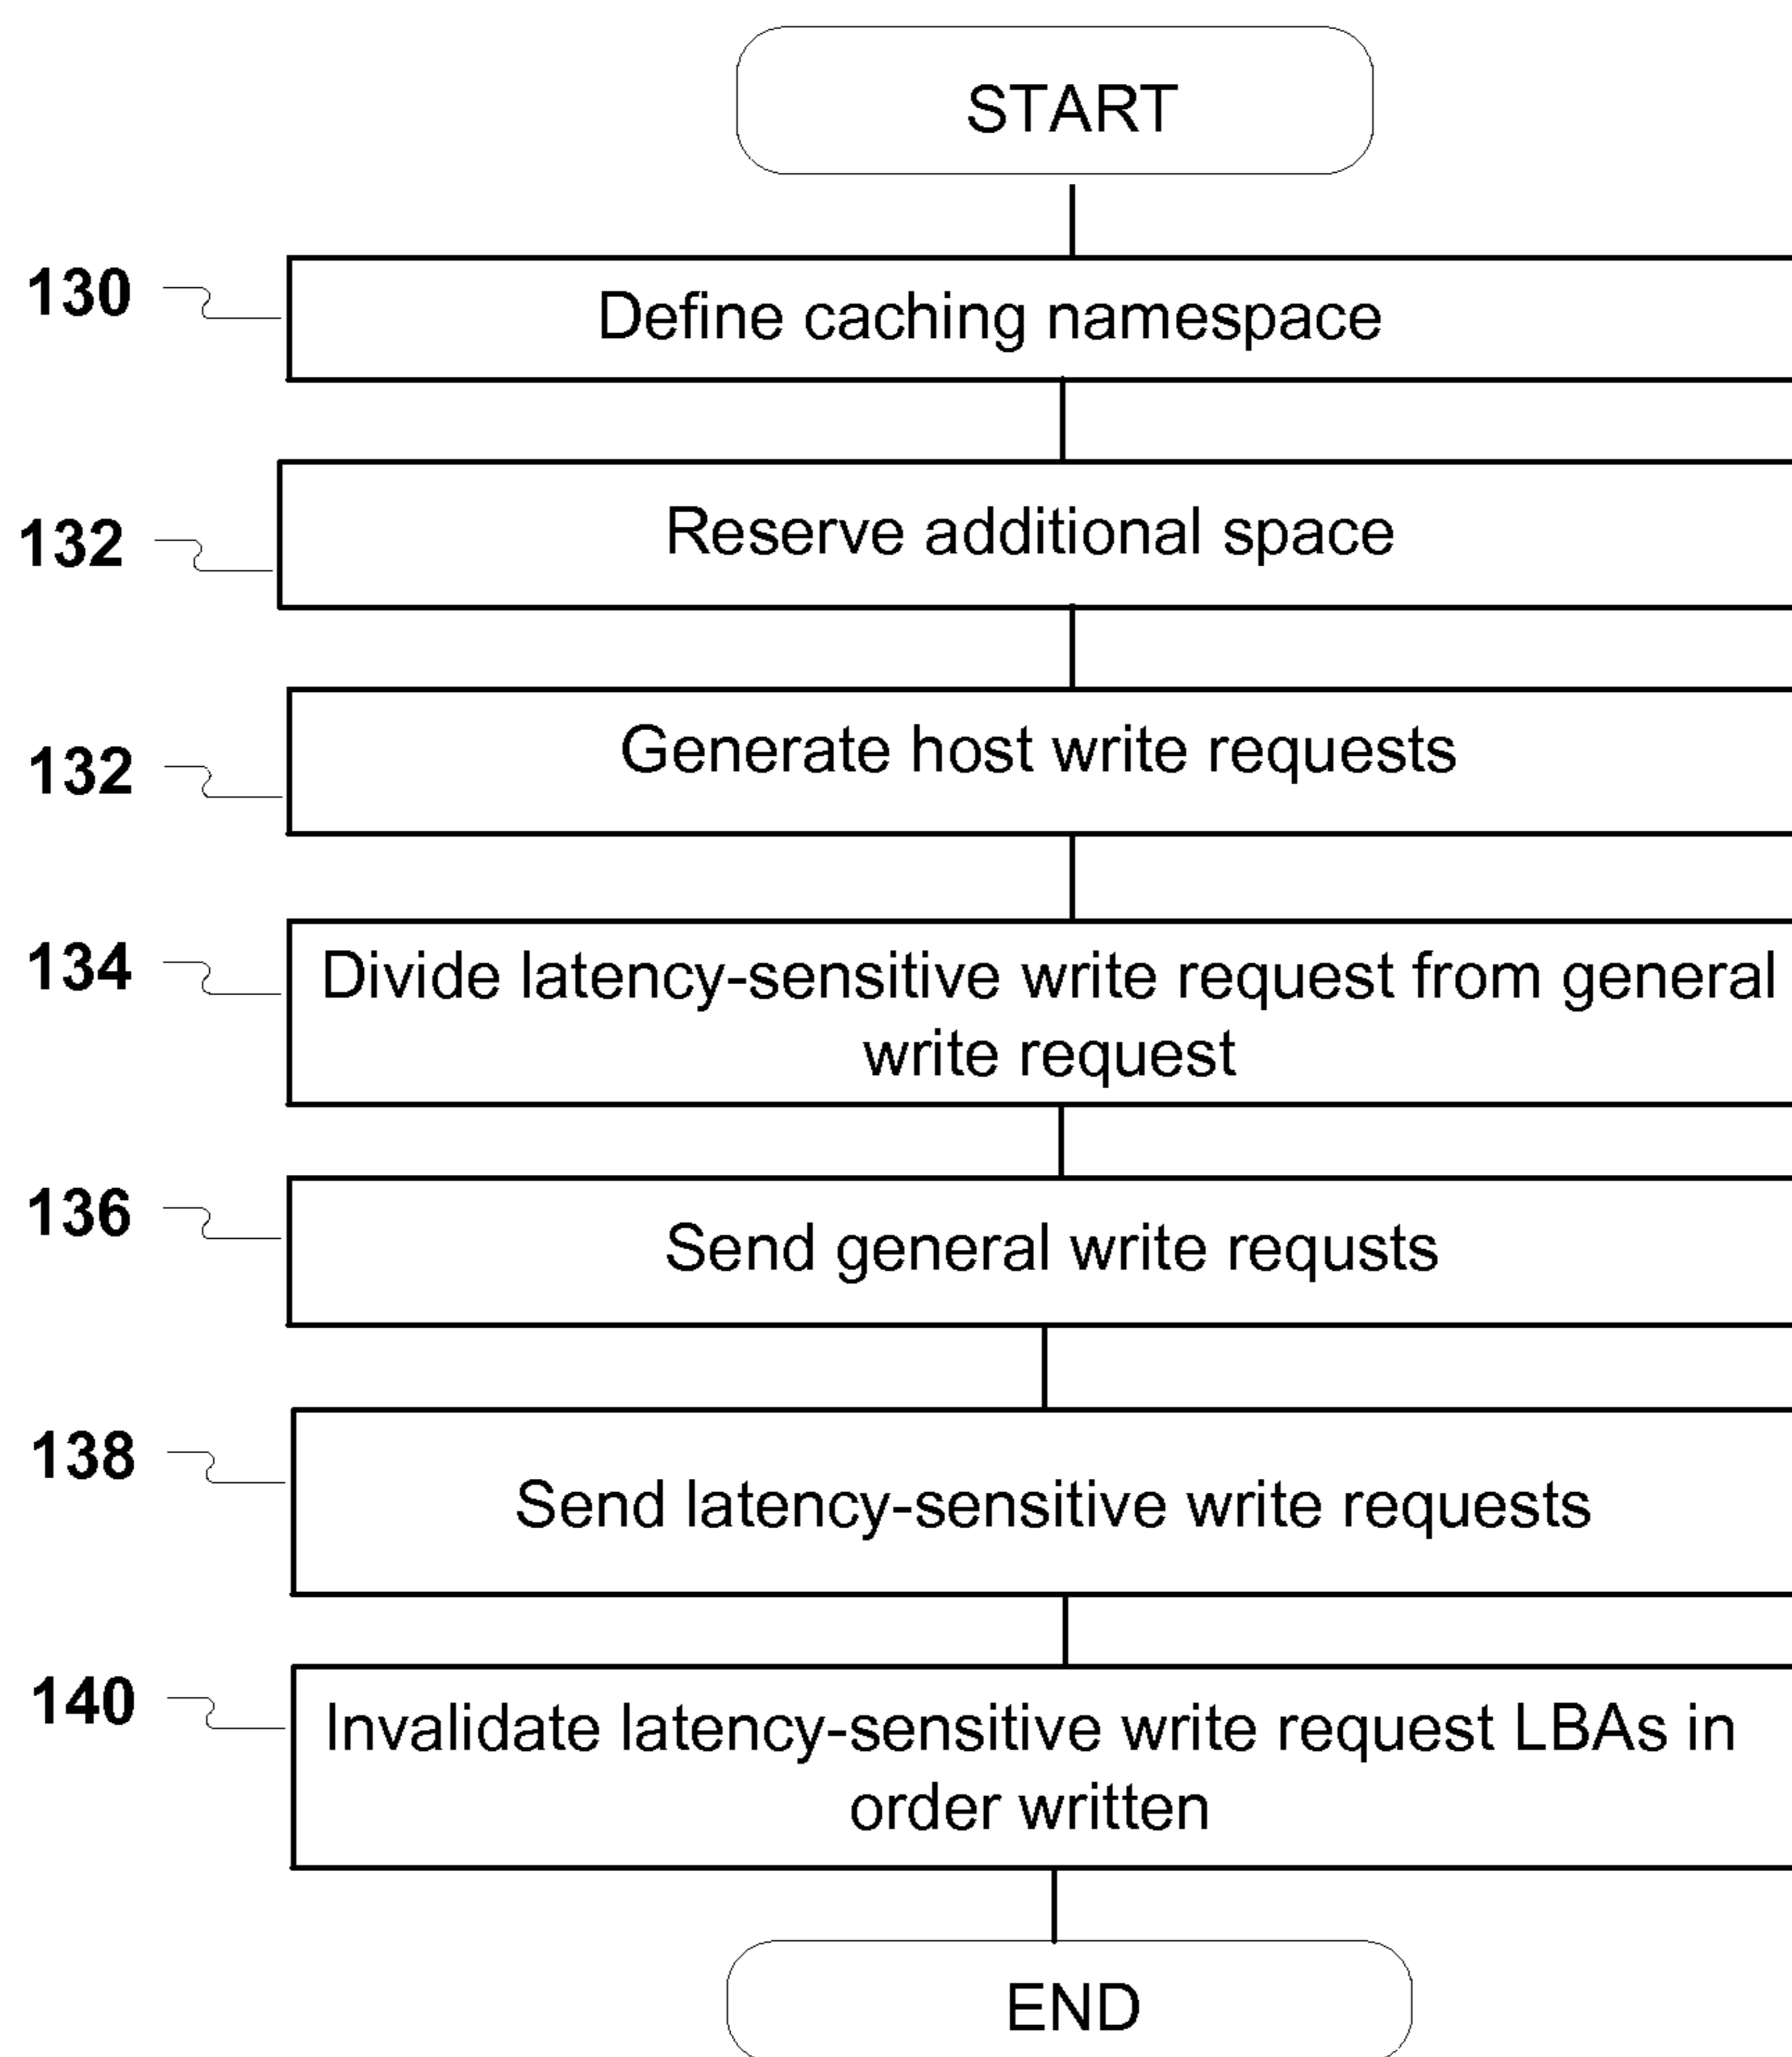 START
130
Define caching namespace
132
Reserve additional space
132
Generate host write requests
134
Divide latency-sensitive write request from general
write request
136
Send general write requsts
138
Send latency-sensitive write requests
140
Invalidate latency-sensitive write request LBAs in
order written
END